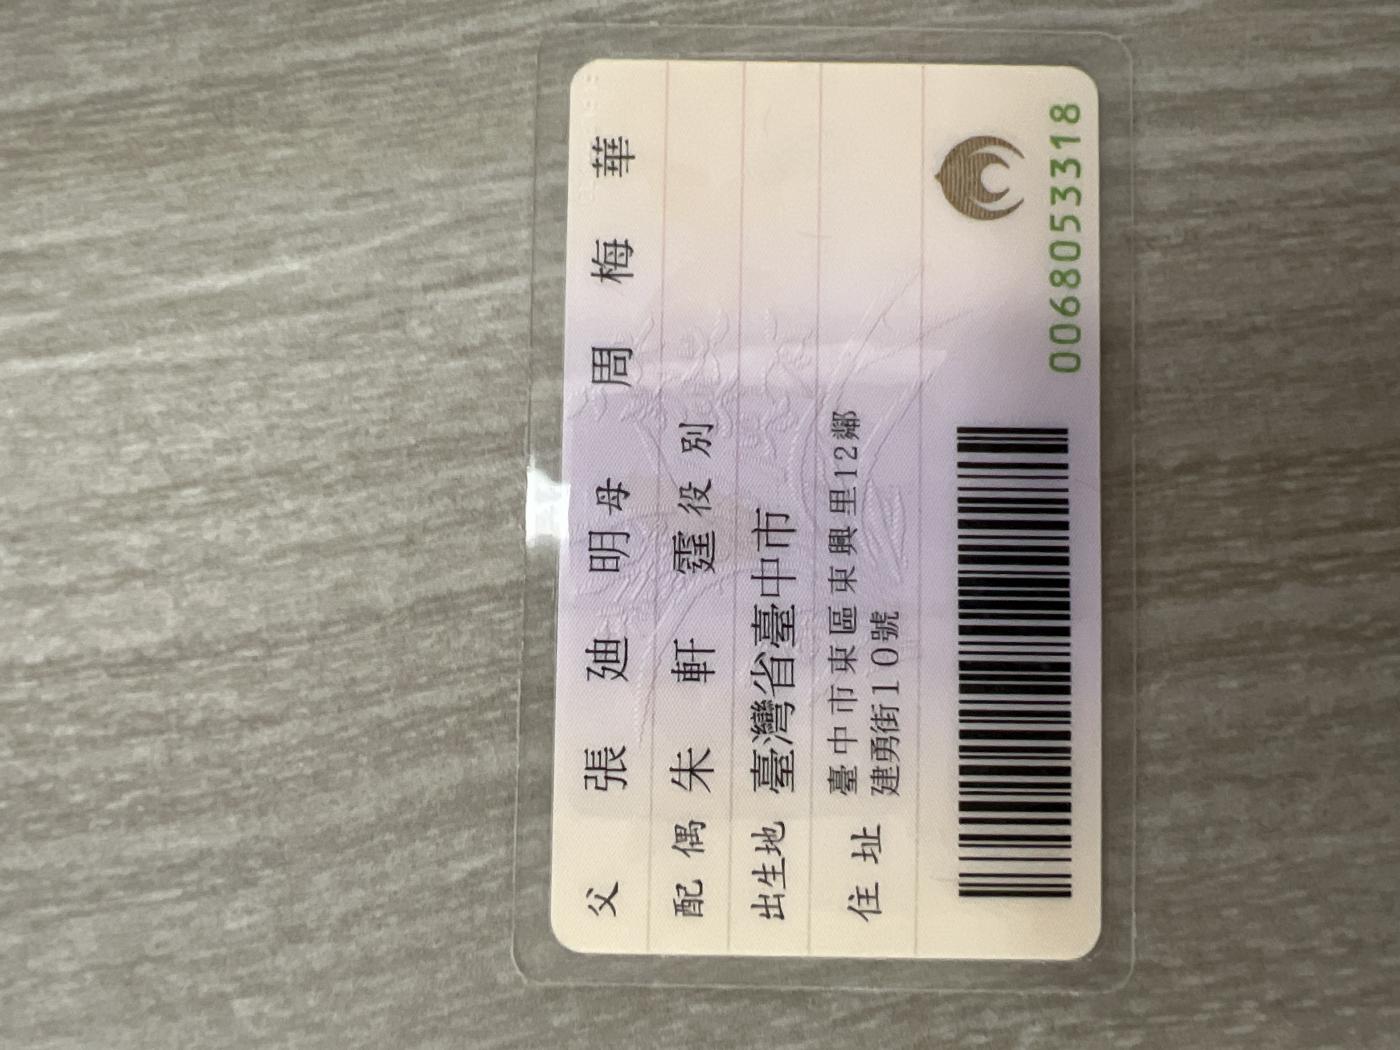 父 張廸明 母 周梅華
配偶 朱軒霆 役別
出生地 臺灣省臺中市
住址 臺中市東區東興里12鄰
建勇街10號
0068053318